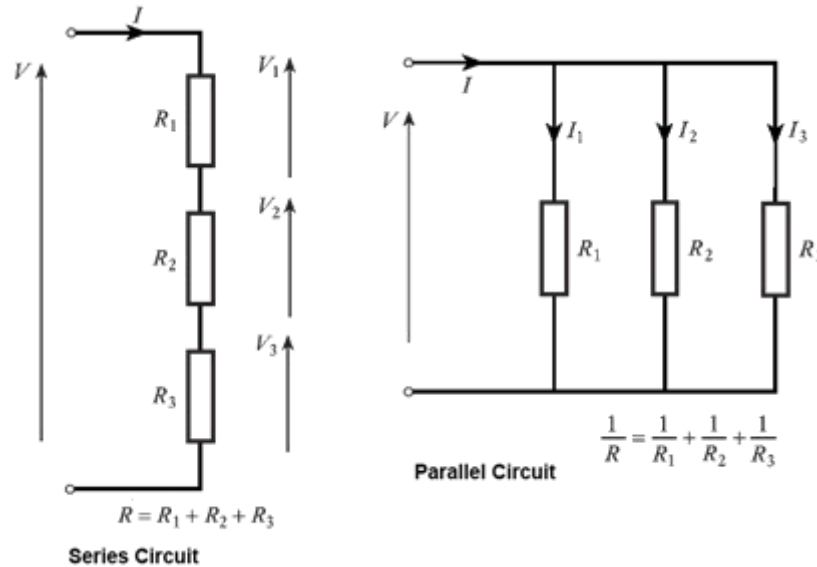 I
V
R1
V1
R2
V2
R3
V3
R = R1 + R2 + R3
Series Circuit
I
V
I1
I2
I3
R1
R2
1/R = 1/R1 + 1/R2 + 1/R3
Parallel Circuit